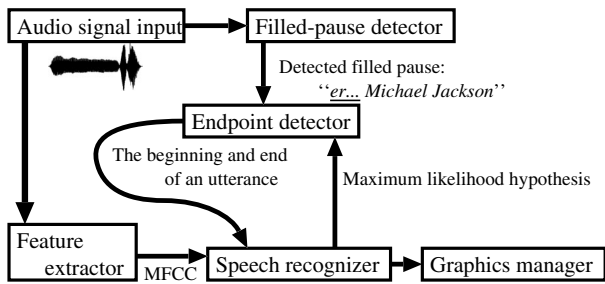 Audio signal input
Filled-pause detector
Detected filled pause:
‘‘er... Michael Jackson’’
Endpoint detector
The beginning and end
of an utterance
Maximum likelihood hypothesis
Feature
extractor
MFCC
Speech recognizer
Graphics manager